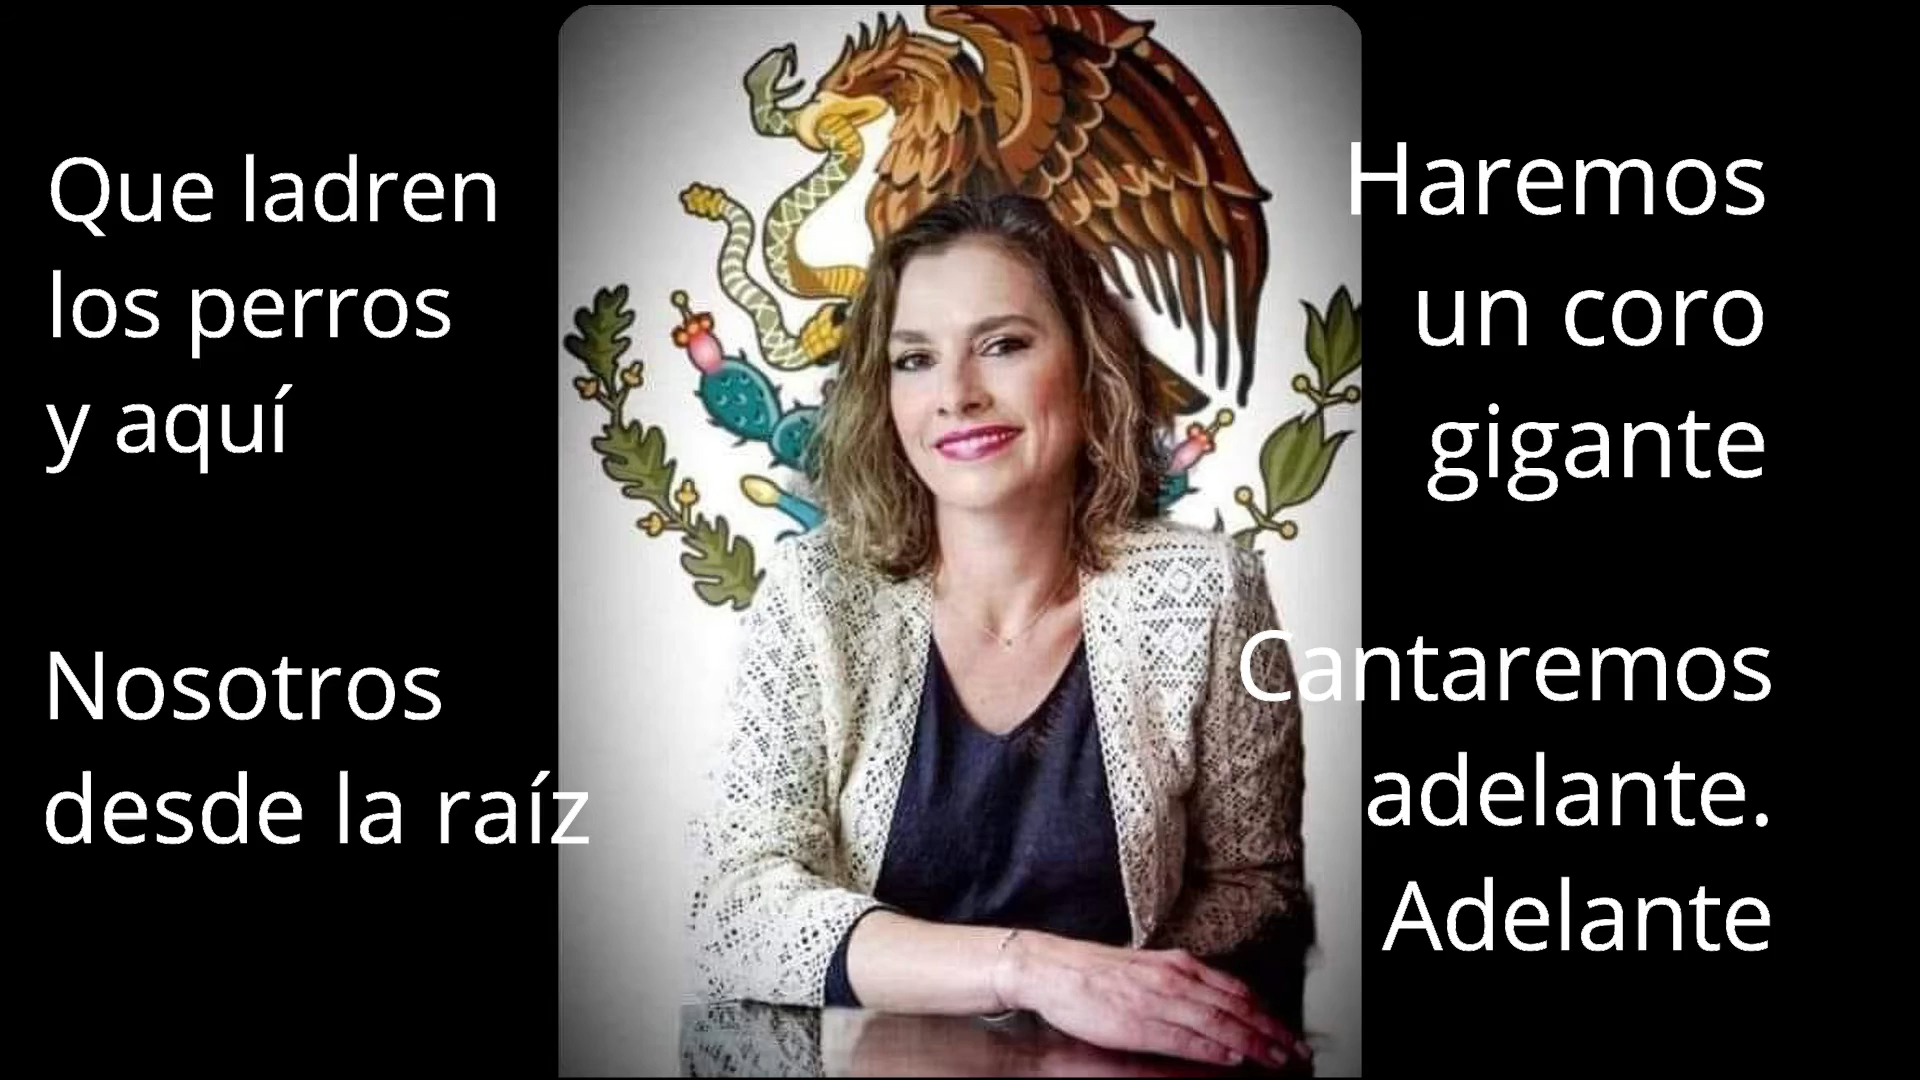 Que ladren
los perros
y aquí
Nosotros
desde la raíz
Haremos
un coro
gigante
Cantaremos
adelante.
Adelante